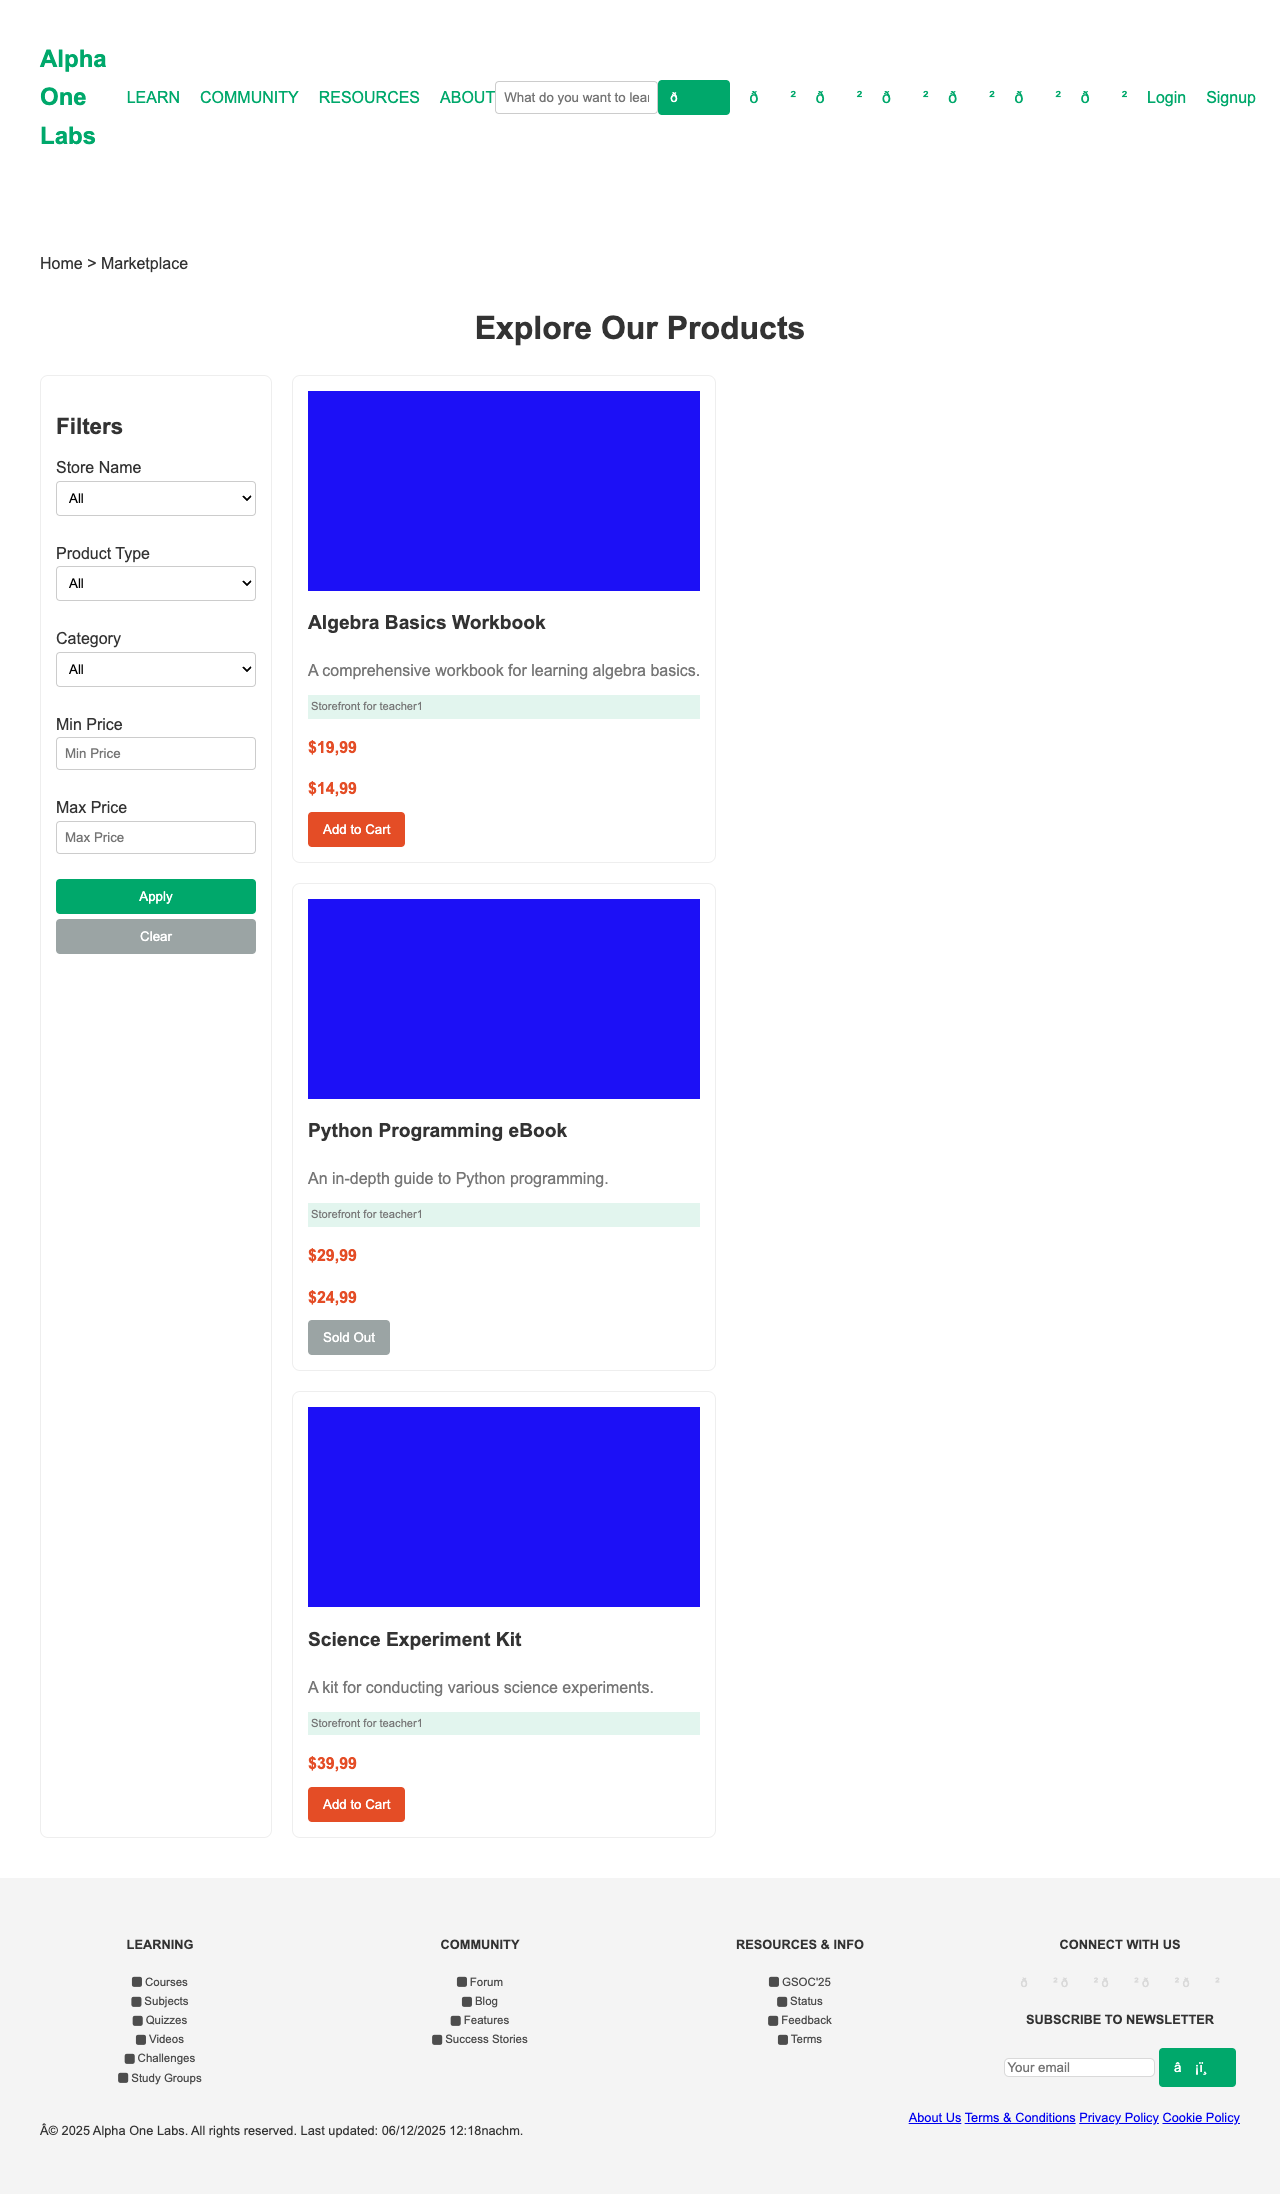 Alpha
One
Labs
LEARN COMMUNITY RESOURCES ABOUT What do you want to lear ð ð ² ð ² ð ² ð ² ð ² ð ² Login Signup
Home > Marketplace
Explore Our Products
Filters
Store Name
All
Product Type
All
Category
All
Min Price
Min Price
Max Price
Max Price
Apply
Clear
Algebra Basics Workbook
A comprehensive workbook for learning algebra basics.
Storefront for teacher1
$19,99
$14,99
Add to Cart
Python Programming eBook
An in-depth guide to Python programming.
Storefront for teacher1
$29,99
$24,99
Sold Out
Science Experiment Kit
A kit for conducting various science experiments.
Storefront for teacher1
$39,99
Add to Cart
LEARNING
Courses
Subjects
Quizzes
Videos
Challenges
Study Groups
COMMUNITY
Forum
Blog
Features
Success Stories
RESOURCES & INFO
GSOC'25
Status
Feedback
Terms
CONNECT WITH US
ð ² ð ² ð ² ð ² ð ²
SUBSCRIBE TO NEWSLETTER
Your email â ¡ï¸
Â© 2025 Alpha One Labs. All rights reserved. Last updated: 06/12/2025 12:18nachm.
About Us Terms & Conditions Privacy Policy Cookie Policy